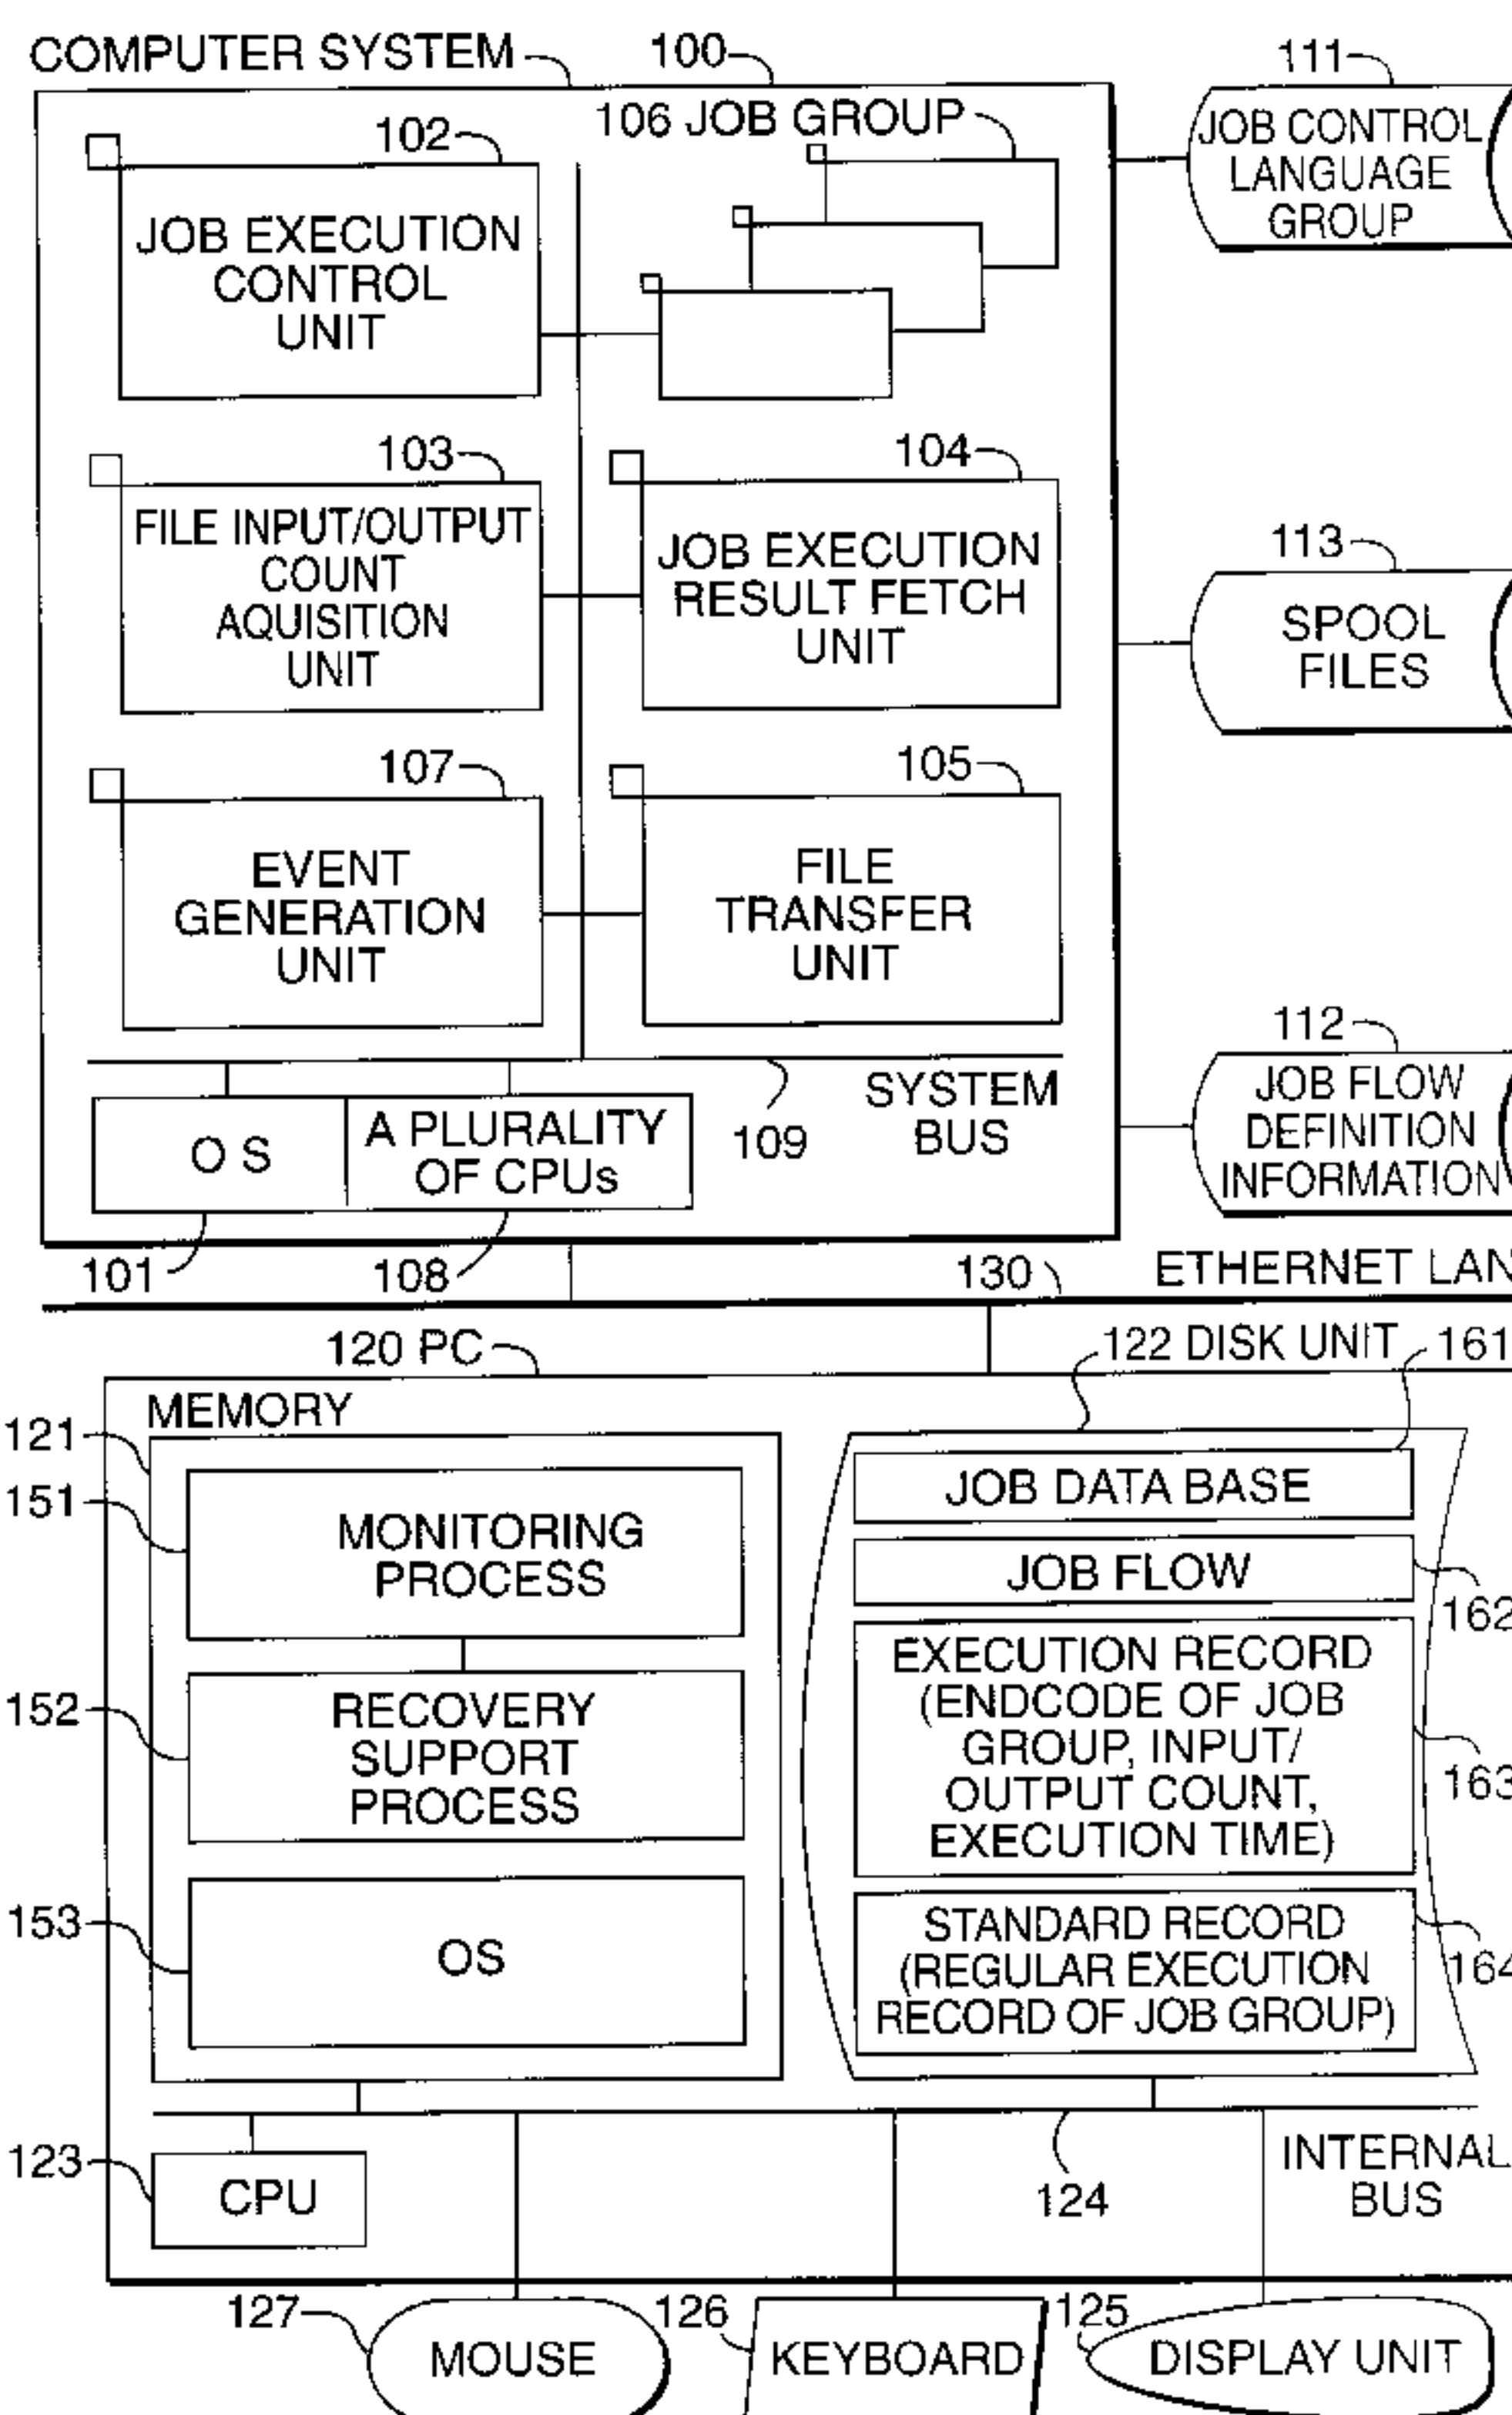 COMPUTER SYSTEM
100
111
102
106 JOB GROUP
JOB CONTROL
LANGUAGE
GROUP
JOB EXECUTION
CONTROL
UNIT
103
104
FILE INPUT/OUTPUT
COUNT
AQUISITION
UNIT
JOB EXECUTION
RESULT FETCH
UNIT
113
SPOOL
FILES
107
105
EVENT
GENERATION
UNIT
FILE
TRANSFER
UNIT
112
JOB FLOW
DEFINITION
INFORMATION
SYSTEM
BUS
109
O S
A PLURALITY
OF CPUs
101
108
130
ETHERNET LAN
120 PC
122 DISK UNIT
161
MEMORY
121
151
MONITORING
PROCESS
JOB DATA BASE
JOB FLOW
162
152
RECOVERY
SUPPORT
PROCESS
EXECUTION RECORD
(ENDCODE OF JOB
GROUP, INPUT/
OUTPUT COUNT,
EXECUTION TIME)
163
153
OS
STANDARD RECORD
(REGULAR EXECUTION
RECORD OF JOB GROUP)
164
123
CPU
124
INTERNAL
BUS
127
MOUSE
126
KEYBOARD
125
DISPLAY UNIT